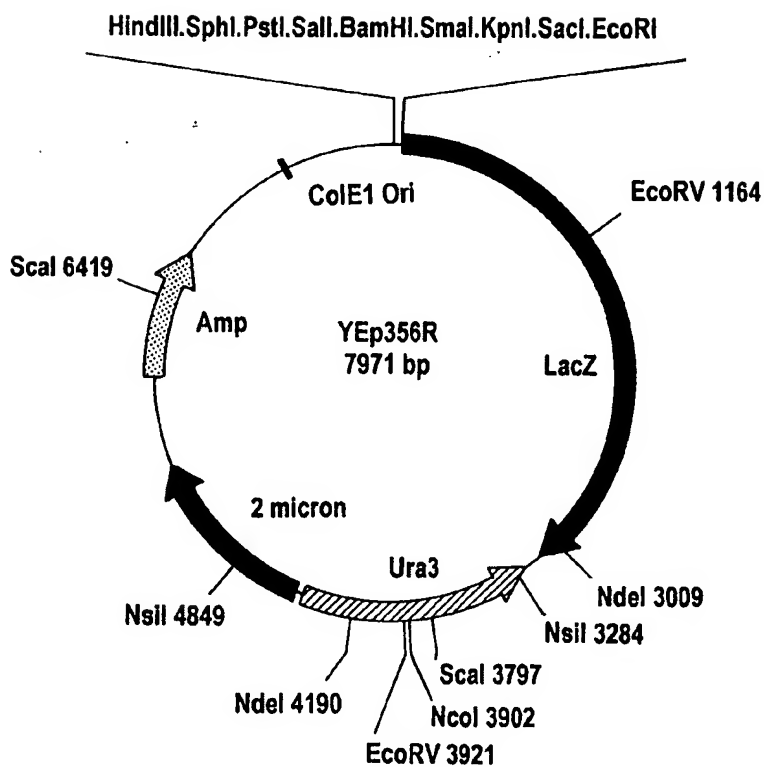 HindIII.SphI.PstI.SalI.BamHI.SmaI.KpnI.SacI.EcoRI
ColE1 Ori
EcoRV 1164
ScaI 6419
Amp
YEp356R
7971 bp
LacZ
2 micron
Ura3
NsiI 4849
NdeI 3009
NsiI 3284
ScaI 3797
NdeI 4190
NcoI 3902
EcoRV 3921